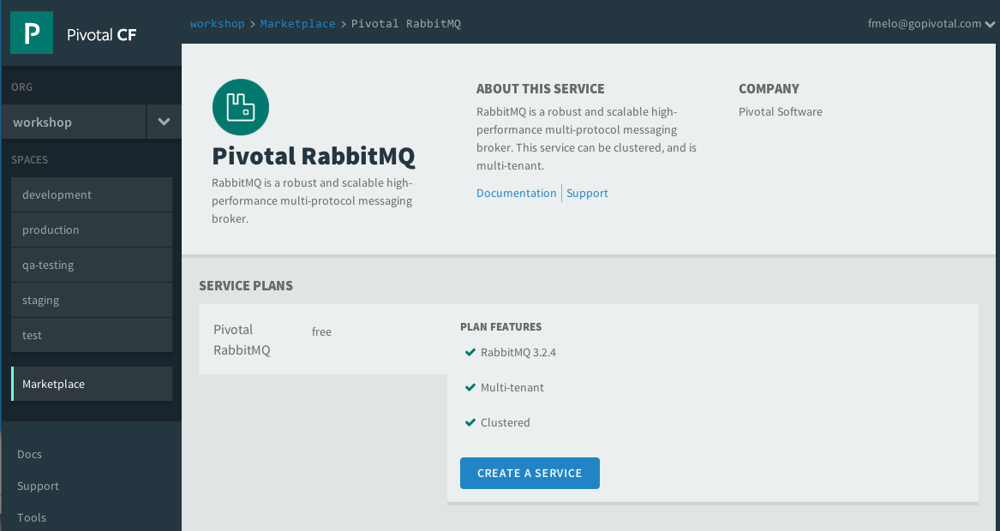 P
Pivotal CF
workshop > Marketplace > Pivotal RabbitMQ
fmelo@gopivotal.com
ORG
workshop
SPACES
development
production
qa-testing
staging
test
Marketplace
Docs
Support
Tools
Pivotal RabbitMQ
RabbitMQ is a robust and scalable high-
performance multi-protocol messaging
broker.
ABOUT THIS SERVICE
RabbitMQ is a robust and scalable high-
performance multi-protocol messaging
broker. This service can be clustered, and is
multi-tenant.
Documentation | Support
COMPANY
Pivotal Software
SERVICE PLANS
Pivotal
RabbitMQ
free
PLAN FEATURES
RabbitMQ 3.2.4
Multi-tenant
Clustered
CREATE A SERVICE